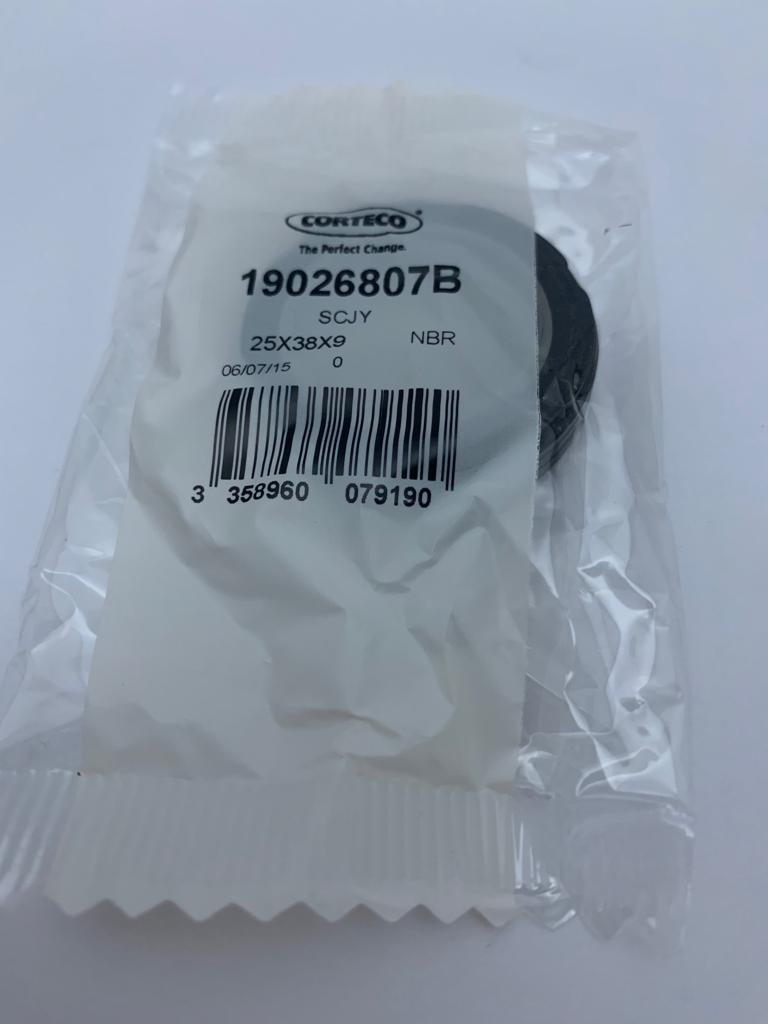 CORTECO
The Perfect Change.
19026807B
SCJY
25X38X9 NBR
06/07/15 0
3 358960 079190